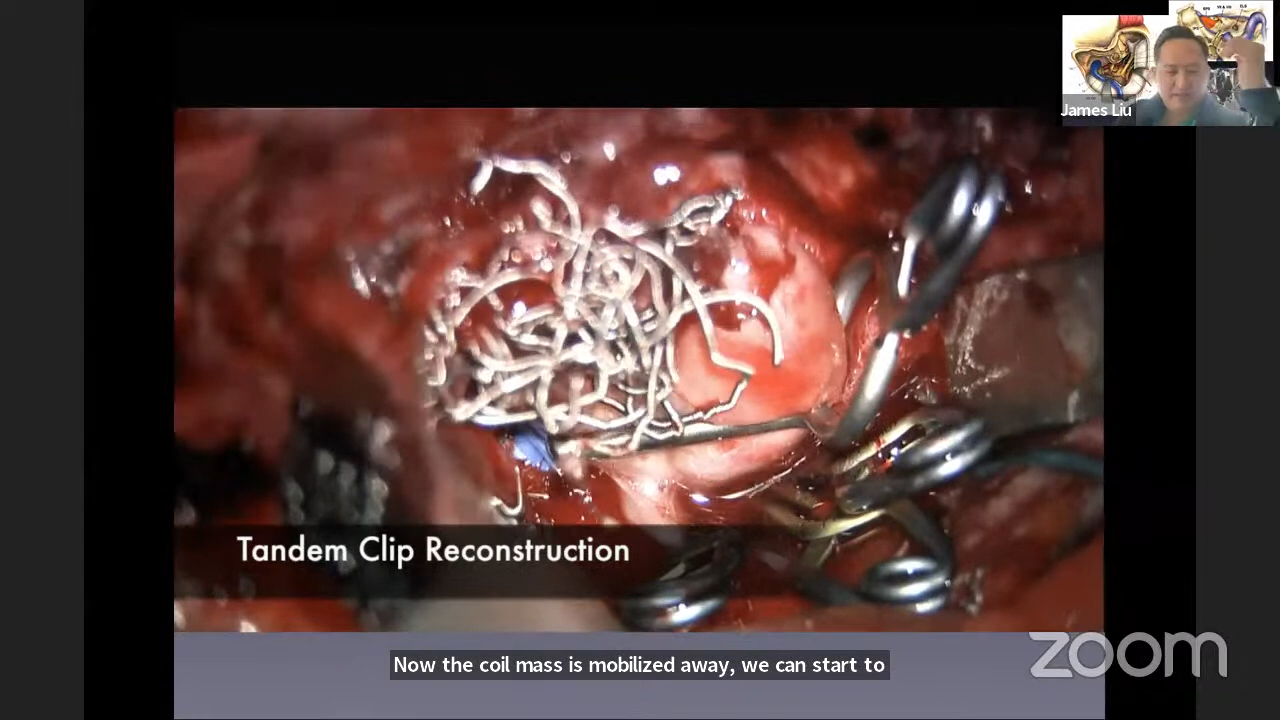 James Liu
Tandem Clip Reconstruction
Now the coil mass is mobilized away, we can start to
zoom